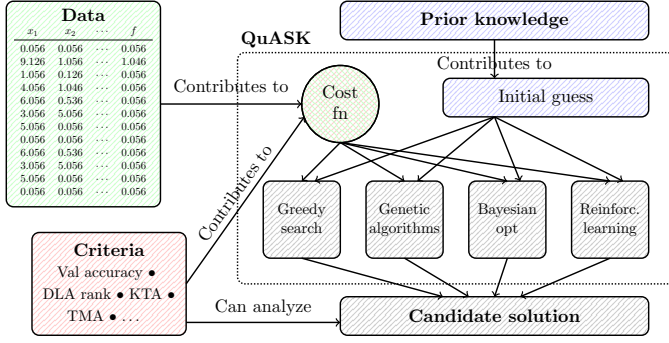 Data
x₁ x₂ ⋯ f
0.056 0.056 ⋯ 0.056
9.126 1.056 ⋯ 1.046
1.056 0.126 ⋯ 0.056
4.056 1.046 ⋯ 0.056
6.056 0.536 ⋯ 0.056
3.056 5.056 ⋯ 0.056
5.056 0.056 ⋯ 0.056
0.056 0.056 ⋯ 0.056
6.056 0.536 ⋯ 0.056
3.056 5.056 ⋯ 0.056
5.056 0.056 ⋯ 0.056
0.056 0.056 ⋯ 0.056
Prior knowledge
QuASK
Contributes to
Contributes to
Cost
fn
Initial guess
Contributes to
Greedy
search
Genetic
algorithms
Bayesian
opt
Reinforc.
learning
Criteria
Val accuracy ●
DLA rank ● KTA ●
TMA ● …
Can analyze
Candidate solution